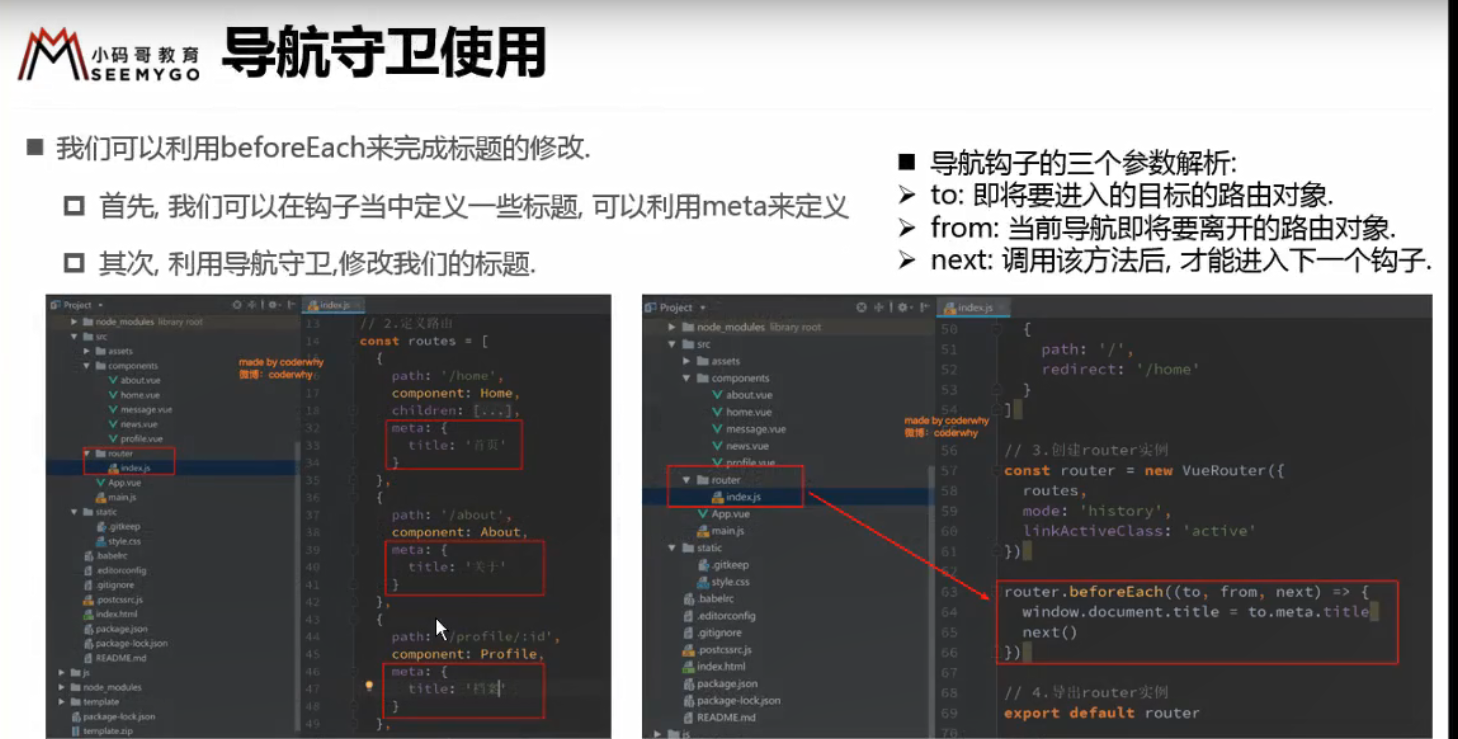 小码哥教育
SEEMYGO
导航守卫使用
我们可以利用beforeEach来完成标题的修改.
首先, 我们可以在钩子当中定义一些标题, 可以利用meta来定义
其次, 利用导航守卫,修改我们的标题.
导航钩子的三个参数解析:
to: 即将要进入的目标的路由对象.
from: 当前导航即将要离开的路由对象.
next: 调用该方法后, 才能进入下一个钩子.
Project
node_modules library root
src
assets
components
about.vue
home.vue
message.vue
news.vue
profile.vue
router
index.js
App.vue
main.js
static
.gitkeep
style.css
.babelrc
.editorconfig
.gitignore
.postcssrc.js
index.html
package.json
package-lock.json
README.md
js
node_modules
template
package-lock.json
template.zip
made by coderwhy
微博: coderwhy
index.js
13 // 2.定义路由
14 const routes = [
{
path: '/home',
17 component: Home,
18 children: [...],
32 meta: {
33 title: '首页'
34 }
35 },
36 {
37 path: '/about',
38 component: About,
39 meta: {
40 title: '关于'
41 }
42 },
43 {
44 path: '/profile/:id',
45 component: Profile,
46 meta: {
47 title: '档案'
48 }
49 },
Project
node_modules library root
src
assets
components
about.vue
home.vue
message.vue
news.vue
profile.vue
router
index.js
App.vue
main.js
static
.gitkeep
style.css
.babelrc
.editorconfig
.gitignore
.postcssrc.js
index.html
package.json
package-lock.json
README.md
js
made by coderwhy
微博: coderwhy
index.js
50 {
51 path: '/',
52 redirect: '/home'
53 }
54 ]
56 // 3.创建router实例
57 const router = new VueRouter({
58 routes,
59 mode: 'history',
60 linkActiveClass: 'active'
61 })
62
63 router.beforeEach((to, from, next) => {
64 window.document.title = to.meta.title
65 next()
66 })
67
68 // 4.导出router实例
69 export default router
70